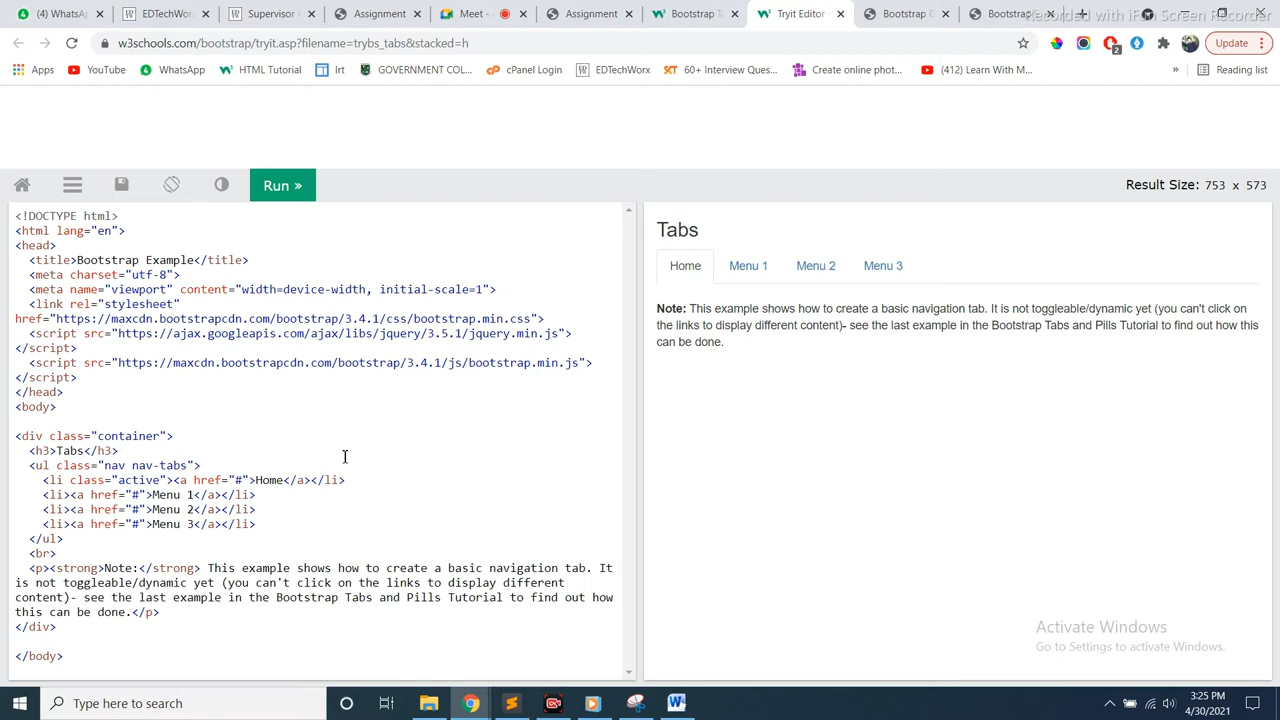 WhatsA
EDTechWo
Supervisor
Assignment
Meet -
Assignment
Bootstrap T
Tryit Editor
Bootstrap G
Bootstrap
Recorded with iFun Screen Recorder
w3schools.com/bootstrap/tryit.asp?filename=trybs_tabs&stacked=h
2
Update
Apps
YouTube
WhatsApp
HTML Tutorial
lrt
GOVERNMENT COL...
cPanel Login
EDTechWorx
60+ Interview Ques...
Create online phot...
(412) Learn With M...
»
Reading list
Run »
Result Size: 753 x 573
<!DOCTYPE html>
<html lang="en">
<head>
<title>Bootstrap Example</title>
<meta charset="utf-8">
<meta name="viewport" content="width=device-width, initial-scale=1">
<link rel="stylesheet"
href="https://maxcdn.bootstrapcdn.com/bootstrap/3.4.1/css/bootstrap.min.css">
<script src="https://ajax.googleapis.com/ajax/libs/jquery/3.5.1/jquery.min.js">
</script>
<script src="https://maxcdn.bootstrapcdn.com/bootstrap/3.4.1/js/bootstrap.min.js">
</script>
</head>
<body>
<div class="container">
<h3>Tabs</h3>
<ul class="nav nav-tabs">
<li class="active"><a href="#">Home</a></li>
<li><a href="#">Menu 1</a></li>
<li><a href="#">Menu 2</a></li>
<li><a href="#">Menu 3</a></li>
</ul>
<br>
<p><strong>Note:</strong> This example shows how to create a basic navigation tab. It
is not toggleable/dynamic yet (you can't click on the links to display different
content)- see the last example in the Bootstrap Tabs and Pills Tutorial to find out how
this can be done.</p>
</div>
</body>
Tabs
Home
Menu 1
Menu 2
Menu 3
Note: This example shows how to create a basic navigation tab. It is not toggleable/dynamic yet (you can't click on
the links to display different content)- see the last example in the Bootstrap Tabs and Pills Tutorial to find out how this
can be done.
Activate Windows
Go to Settings to activate Windows.
Type here to search
3:25 PM
4/30/2021